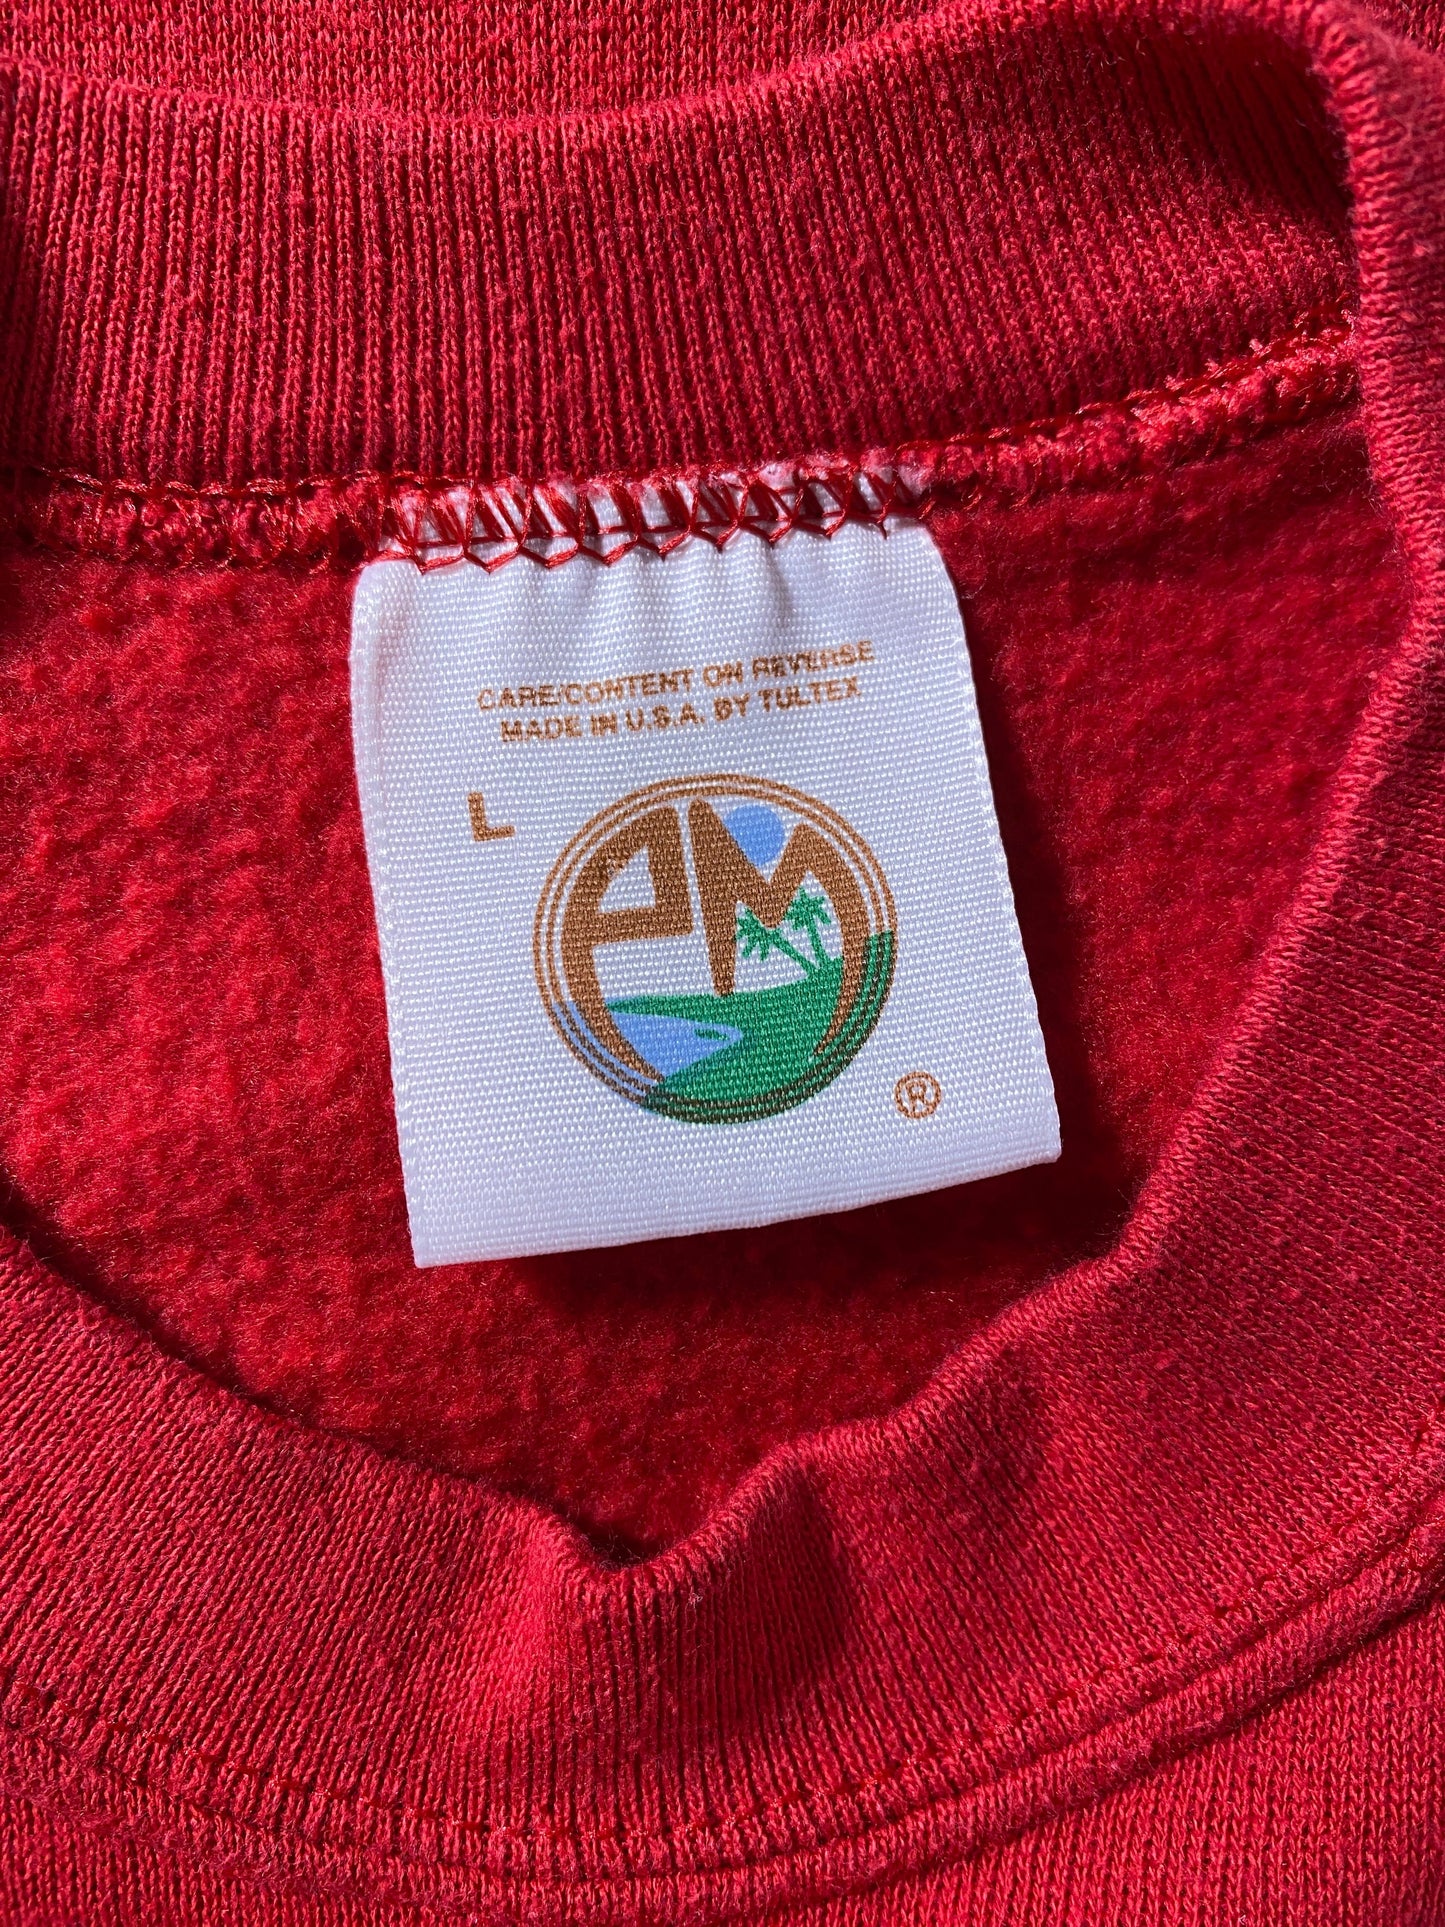 CARE/CONTENT ON REVERSE
MADE IN U.S.A. BY TULTEX
L
PM
®